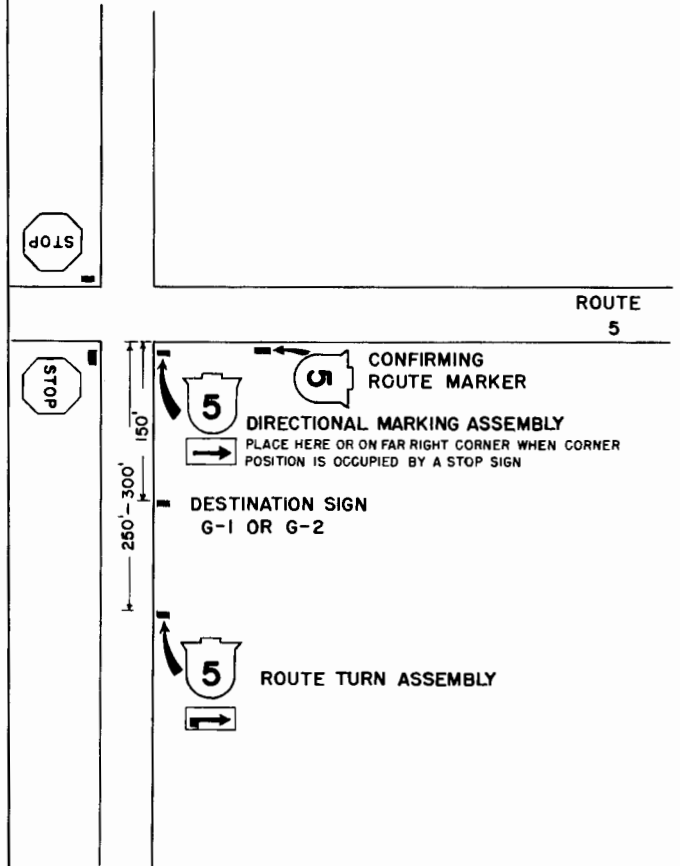 STOP
ROUTE
5
STOP
5
CONFIRMING
ROUTE MARKER
150'
5
DIRECTIONAL MARKING ASSEMBLY
PLACE HERE OR ON FAR RIGHT CORNER WHEN CORNER
POSITION IS OCCUPIED BY A STOP SIGN
250'-300'
DESTINATION SIGN
G-1 OR G-2
5
ROUTE TURN ASSEMBLY